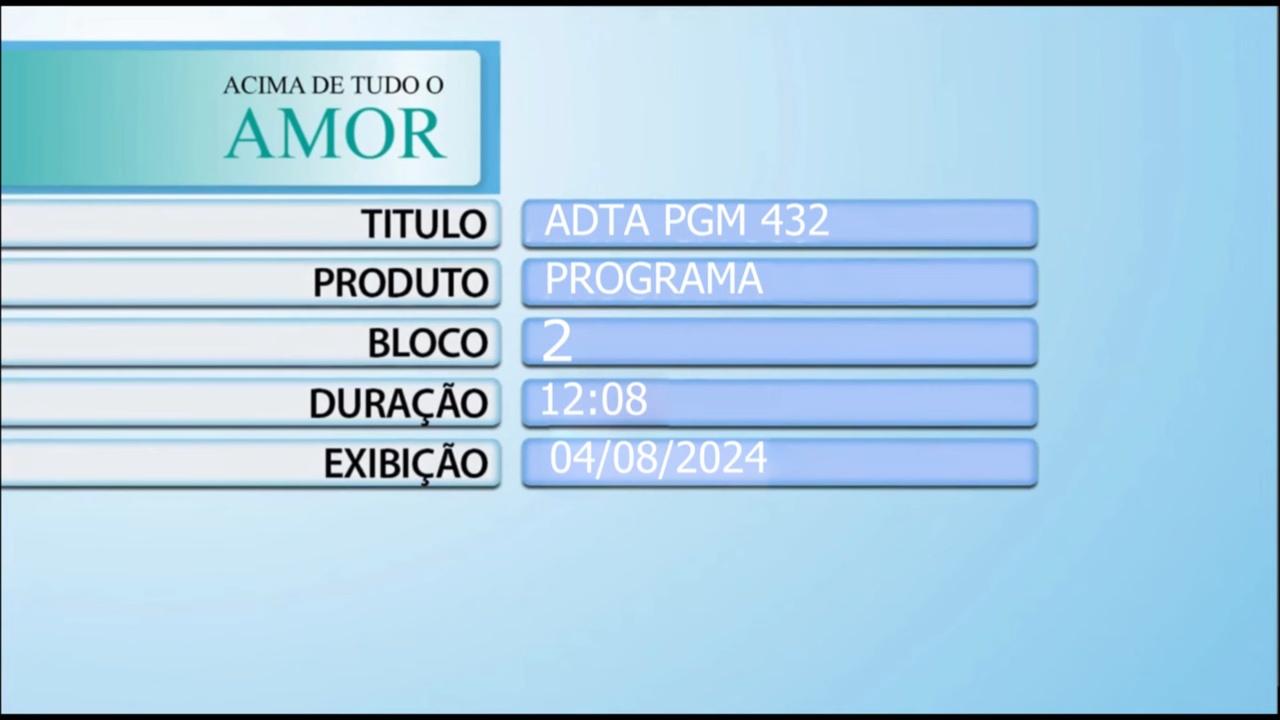 ACIMA DE TUDO O
AMOR
TITULO ADTA PGM 432
PRODUTO PROGRAMA
BLOCO 2
DURAÇÃO 12:08
EXIBIÇÃO 04/08/2024